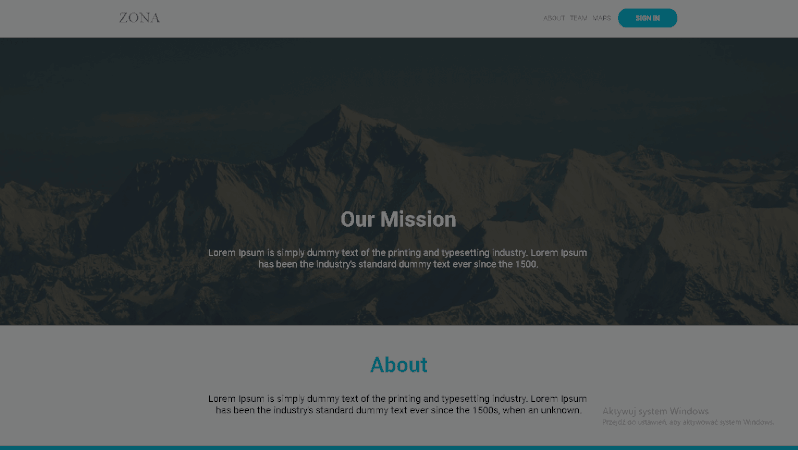 ZONA
ABOUT TEAM MAPS SIGN IN
Our Mission
Lorem Ipsum is simply dummy text of the printing and typesetting industry. Lorem Ipsum
has been the industry's standard dummy text ever since the 1500.
About
Lorem Ipsum is simply dummy text of the printing and typesetting industry. Lorem Ipsum
has been the industry's standard dummy text ever since the 1500s, when an unknown.
Aktywuj system Windows
Przejdź do ustawień, aby aktywować system Windows.